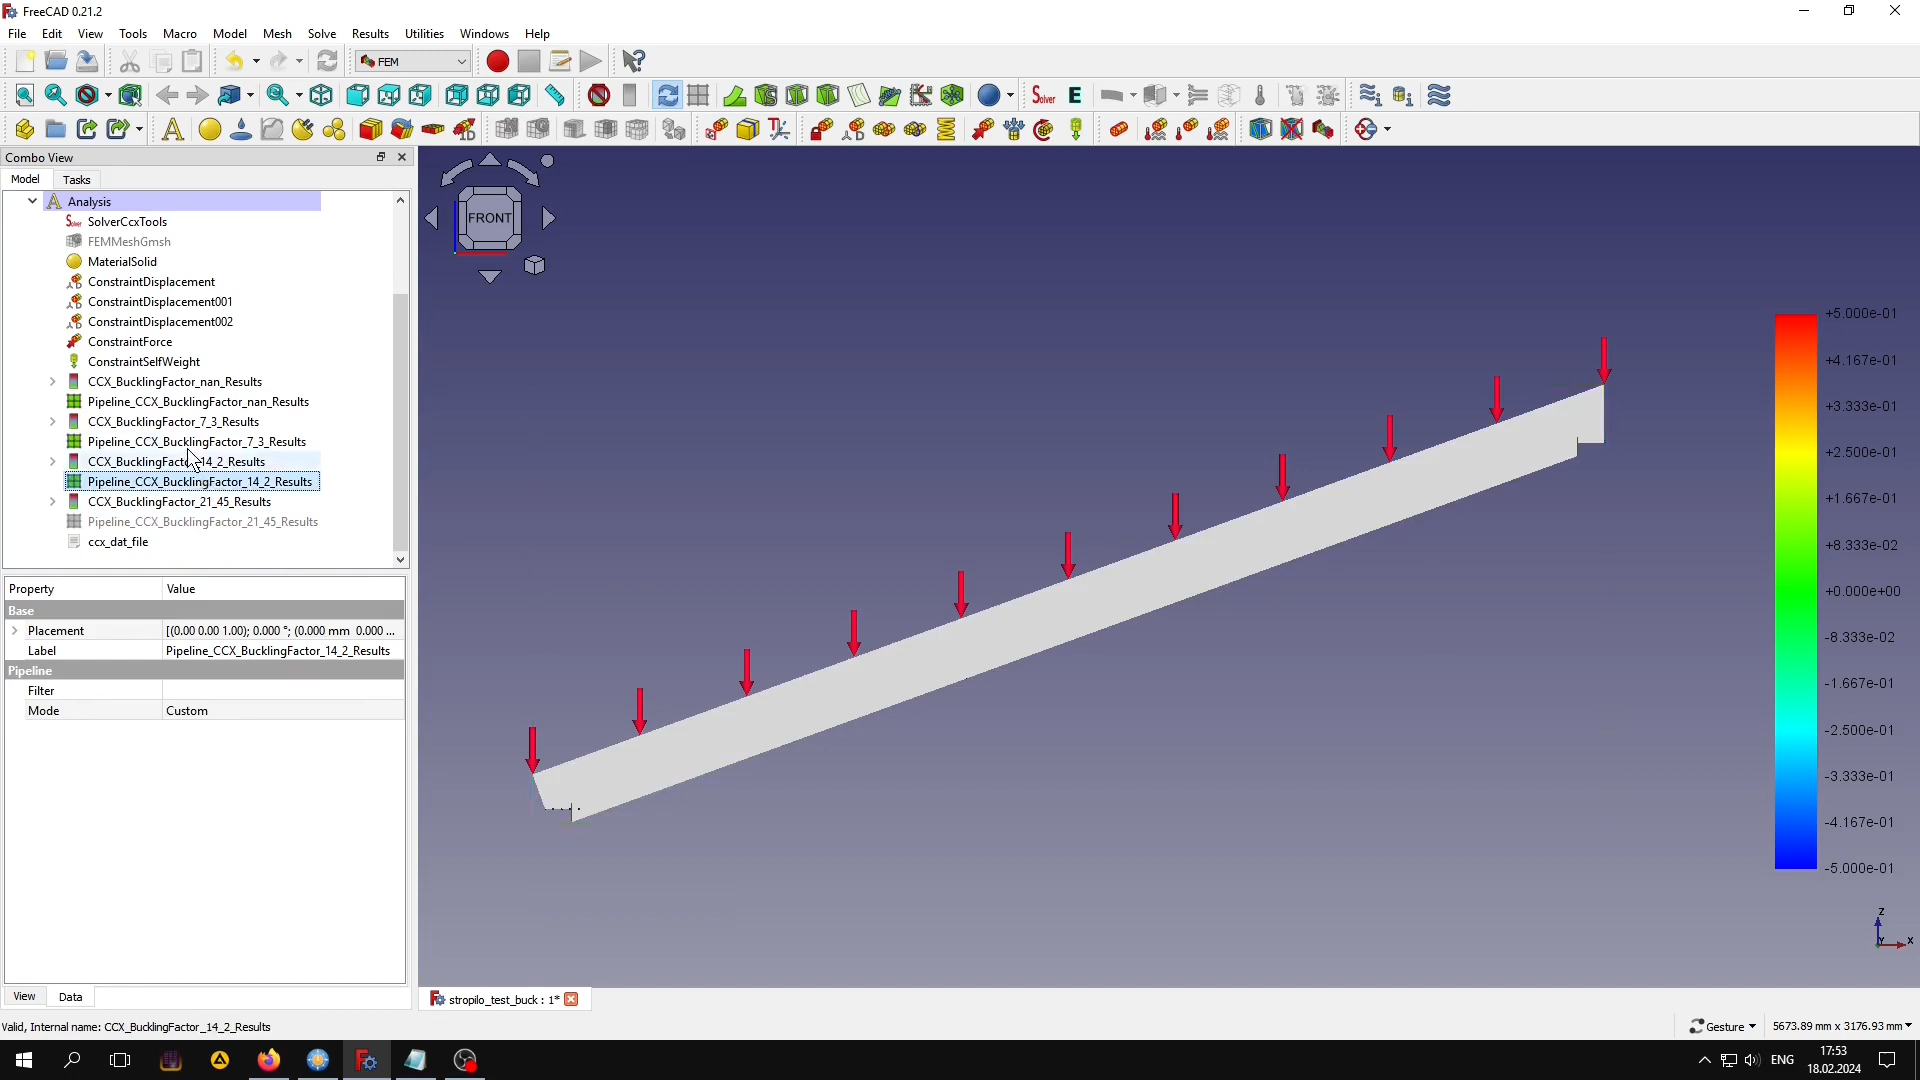 FreeCAD 0.21.2
File Edit View Tools Macro Model Mesh Solve Results Utilities Windows Help
FEM
Solver E
Combo View
Model Tasks
Analysis
SolverCcxTools
FEMMeshGmsh
MaterialSolid
ConstraintDisplacement
ConstraintDisplacement001
ConstraintDisplacement002
ConstraintForce
ConstraintSelfWeight
CCX_BucklingFactor_nan_Results
Pipeline_CCX_BucklingFactor_nan_Results
CCX_BucklingFactor_7_3_Results
Pipeline_CCX_BucklingFactor_7_3_Results
CCX_BucklingFacto 14_2_Results
Pipeline_CCX_BucklingFactor_14_2_Results
CCX_BucklingFactor_21_45_Results
Pipeline_CCX_BucklingFactor_21_45_Results
ccx_dat_file
Property Value
Base
Placement [(0.00 0.00 1.00); 0.000 °; (0.000 mm 0.000 ...
Label Pipeline_CCX_BucklingFactor_14_2_Results
Pipeline
Filter
Mode Custom
View Data
FRONT
+5.000e-01
+4.167e-01
+3.333e-01
+2.500e-01
+1.667e-01
+8.333e-02
+0.000e+00
-8.333e-02
-1.667e-01
-2.500e-01
-3.333e-01
-4.167e-01
-5.000e-01
Z
Y
X
stropilo_test_buck : 1*
Valid, Internal name: CCX_BucklingFactor_14_2_Results
Gesture
5673.89 mm x 3176.93 mm
ENG
17:53
18.02.2024